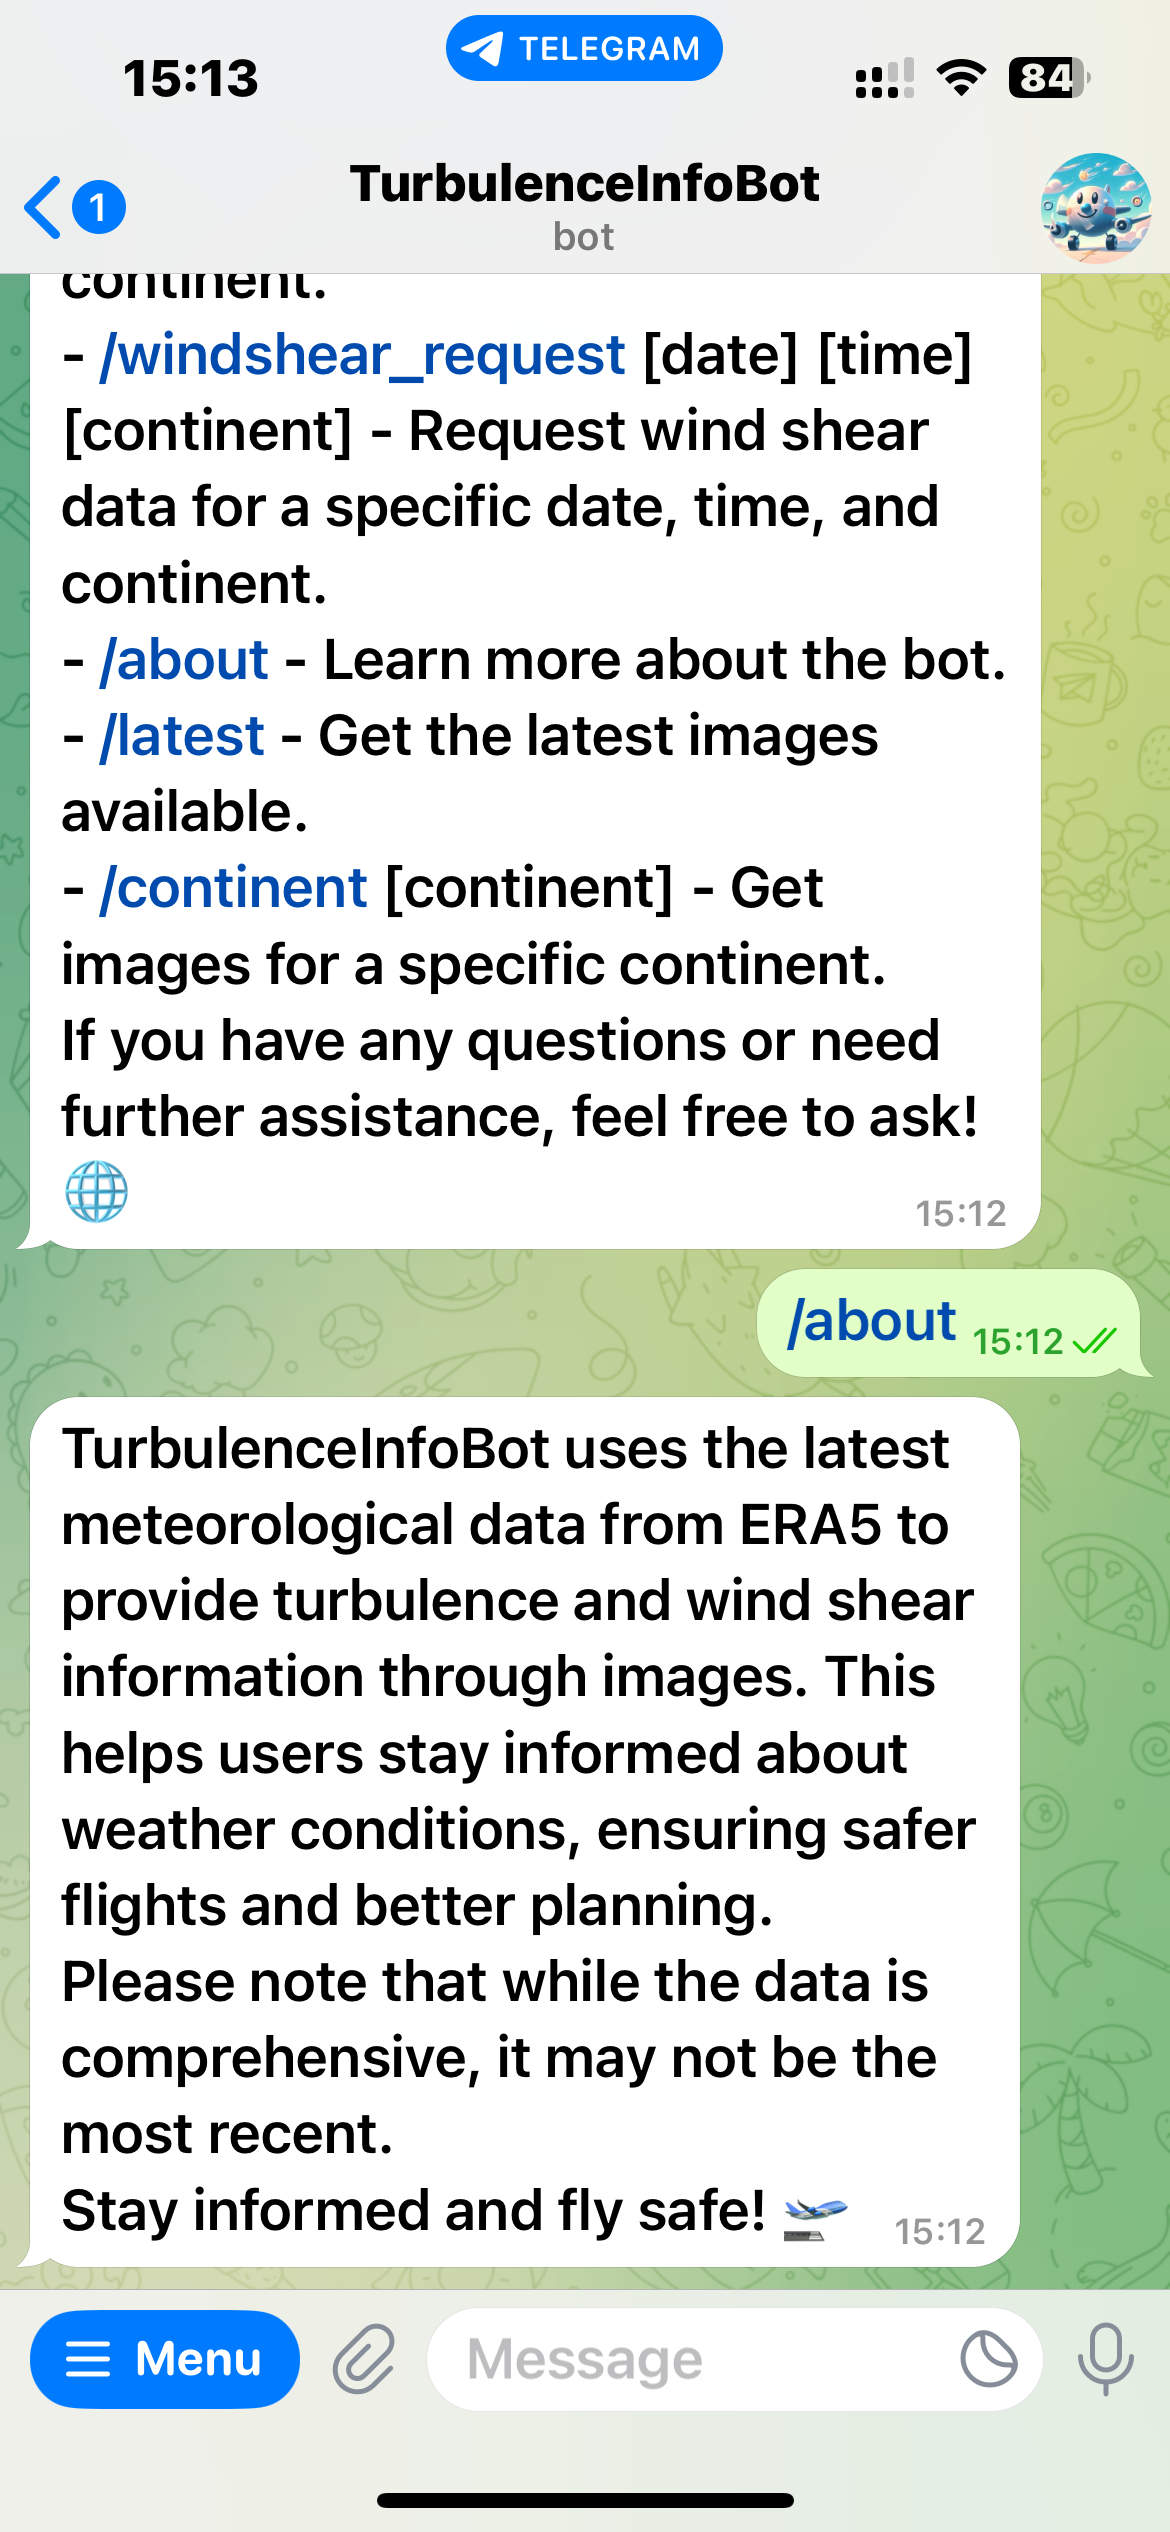 TELEGRAM
15:13
84
1
TurbulenceInfoBot
bot
continent.
- /windshear_request [date] [time]
[continent] - Request wind shear
data for a specific date, time, and
continent.
- /about - Learn more about the bot.
- /latest - Get the latest images
available.
- /continent [continent] - Get
images for a specific continent.
If you have any questions or need
further assistance, feel free to ask!
🌐
15:12
/about 15:12
TurbulenceInfoBot uses the latest
meteorological data from ERA5 to
provide turbulence and wind shear
information through images. This
helps users stay informed about
weather conditions, ensuring safer
flights and better planning.
Please note that while the data is
comprehensive, it may not be the
most recent.
Stay informed and fly safe! 🛫 15:12
Menu
Message